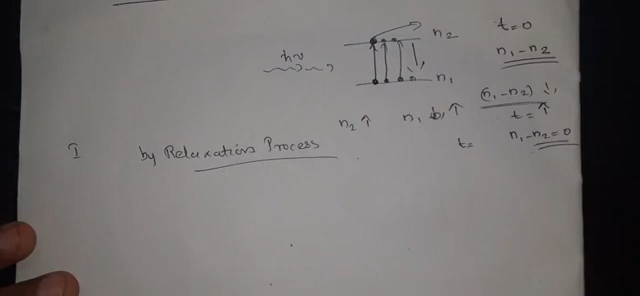 t=0
n₂
hν
n₁-n₂
n₁
(n₁-n₂) ↓,
n₂ ↑ n₁ ↑
t= ↑
t= n₁-n₂=0
I by Relaxation Process